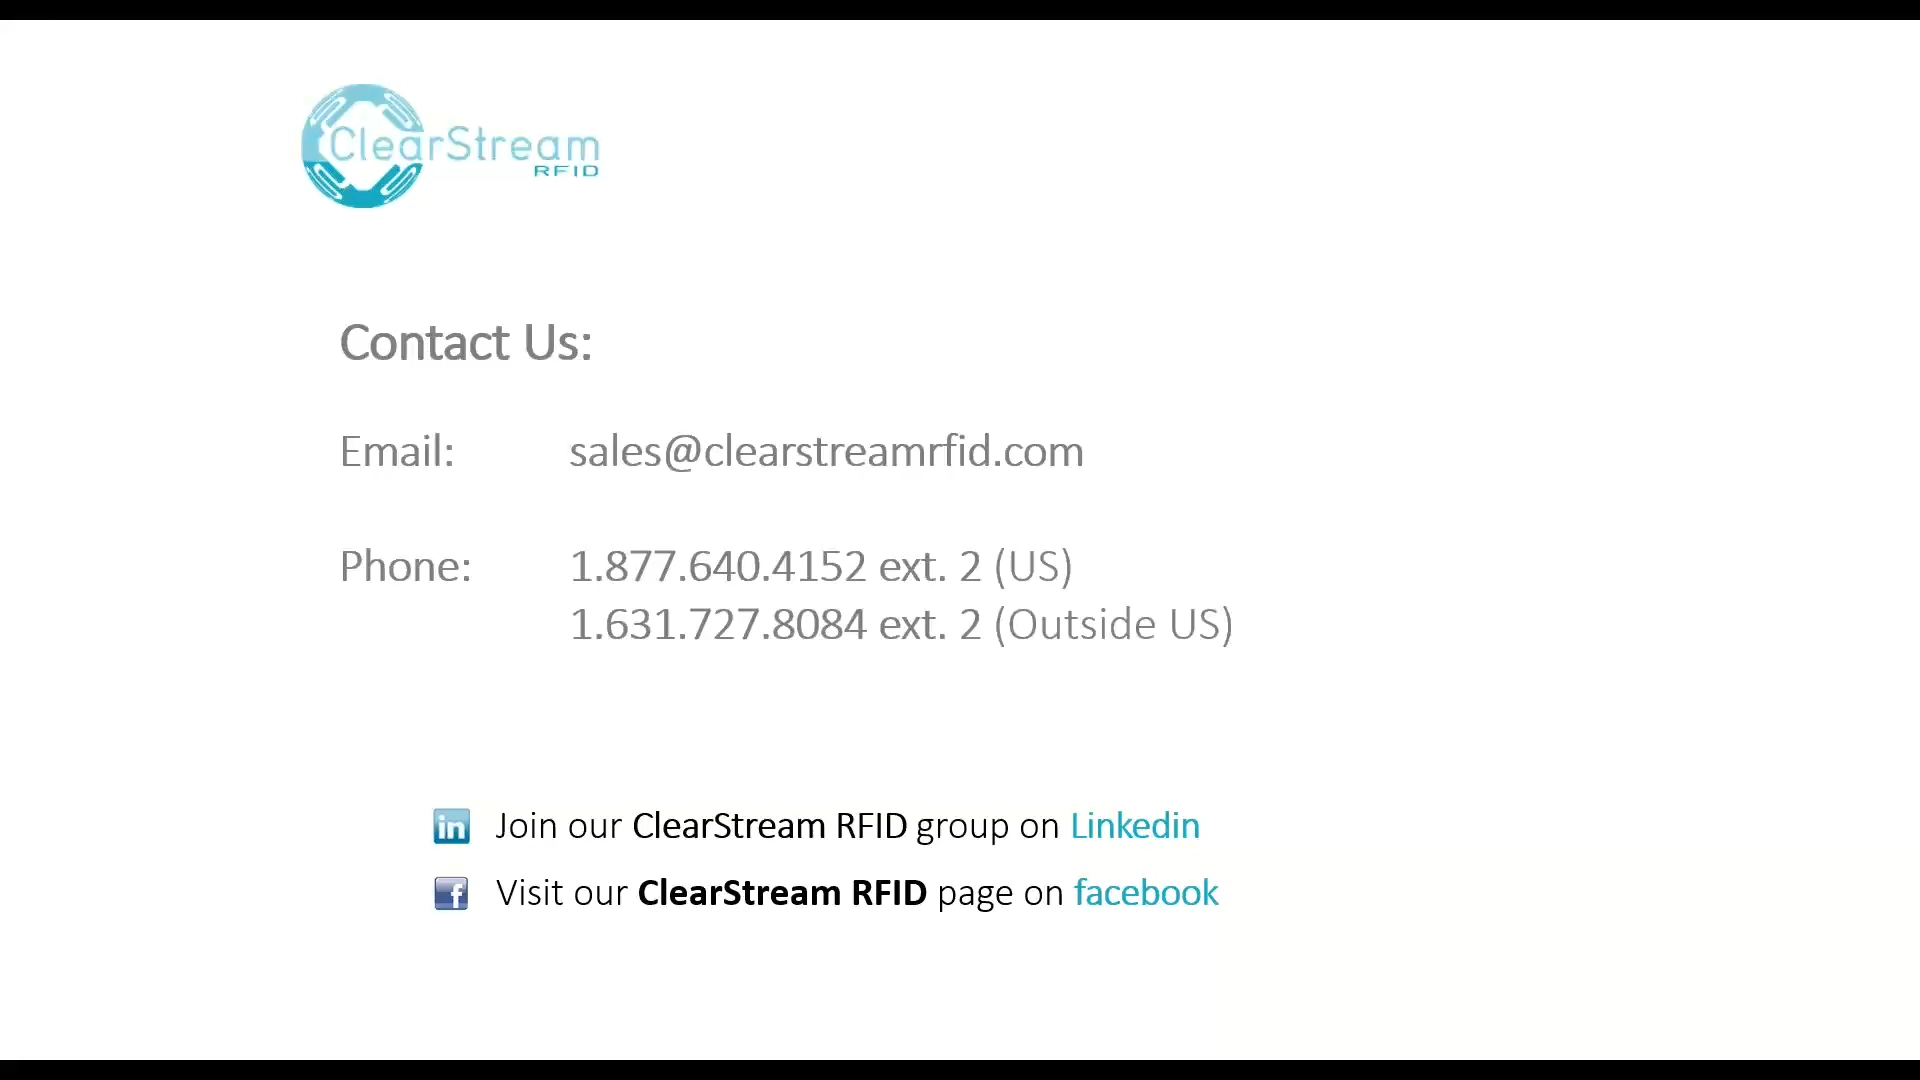 ClearStream
RFID
Contact Us:
Email: sales@clearstreamrfid.com
Phone: 1.877.640.4152 ext. 2 (US)
1.631.727.8084 ext. 2 (Outside US)
in Join our ClearStream RFID group on Linkedin
f Visit our ClearStream RFID page on facebook